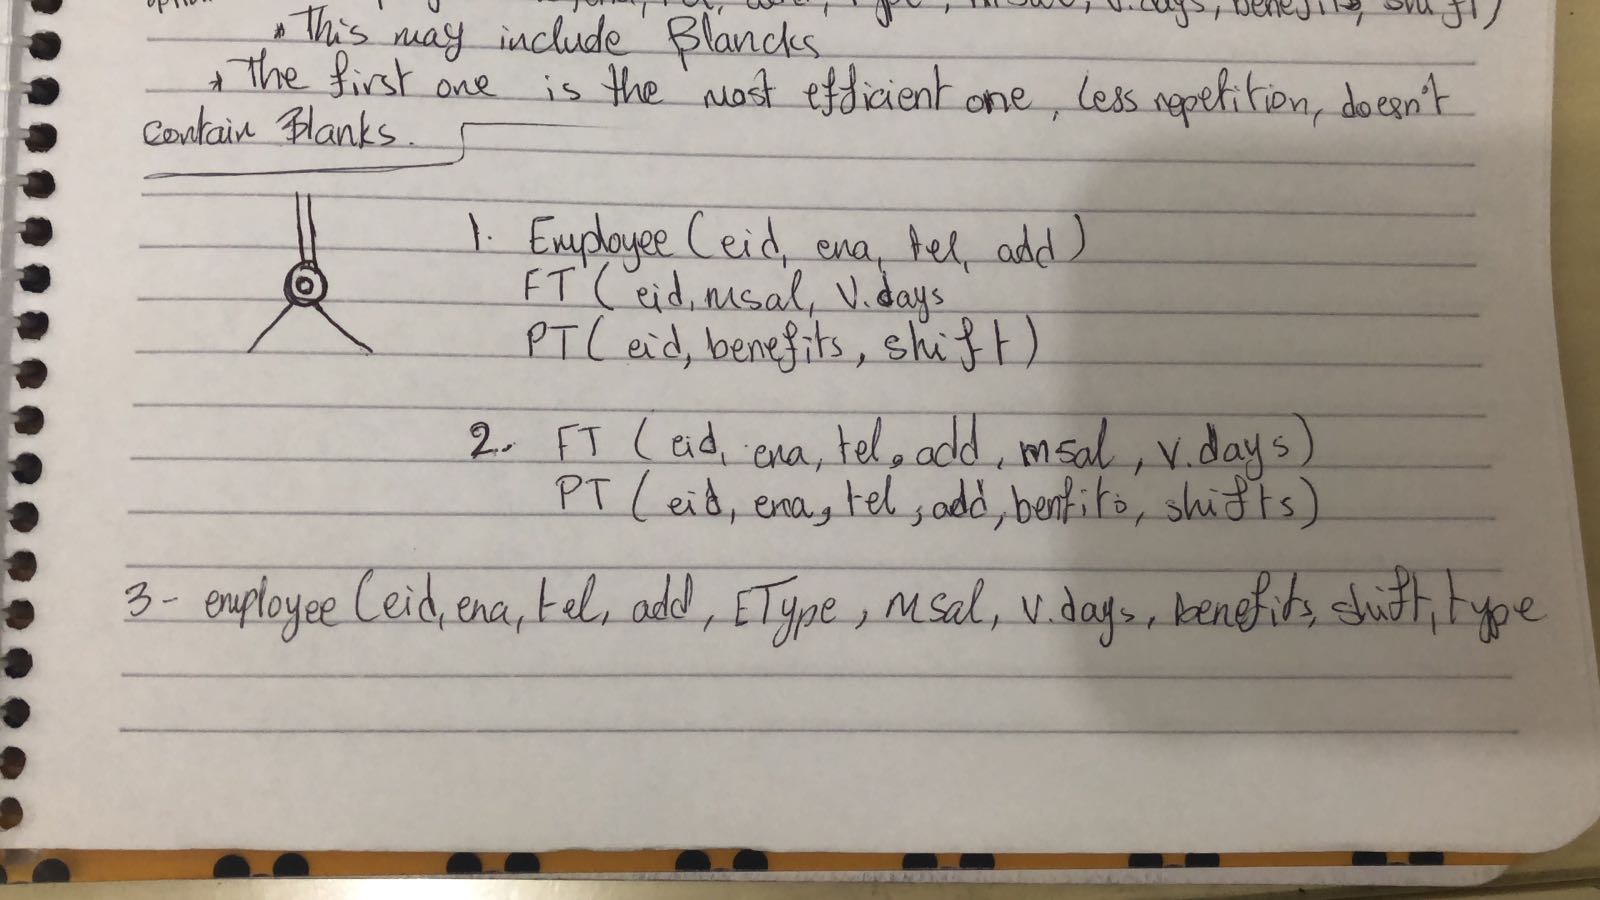 type, msal, v.days, benefits, shift)
* This may include Blancks
* The first one is the most efficient one, less repetition, doesn't
contain Blanks.
1. Employee (eid, ena, tel, add)
FT ( eid, msal, V.days
PT ( eid, benefits, shift)
2. FT ( eid, ena, tel, add, msal, v.days)
PT ( eid, ena, tel, add, benfits, shifts)
3- employee (eid, ena, tel, add, EType, msal, v.days, benefits, shift, type